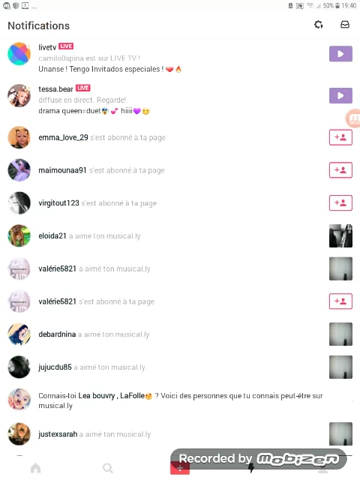 50% 19:40
Notifications
livetv LIVE
camilo0spina est sur LIVE.TV !
Unanse ! Tengo Invitados especiales !
tessa.bear LIVE
diffuse en direct. Regarde!
drama queen=duet hiiiii
emma_love_29 s'est abonné à ta page
maimounaa91 s'est abonné à ta page
virgitout123 s'est abonné à ta page
eloida21 a aimé ton musical.ly.
valérie5821 a aimé ton musical.ly
valérie5821 s'est abonné à ta page
debardnina a aimé ton musical.ly.
jujucdu85 a aimé ton musical.ly.
Connais-toi Lea bouvry , LaFolle ? Voici des personnes que tu connais peut-être sur
musical.ly
justexsarah a aimé ton musical.ly
Recorded by mobizen